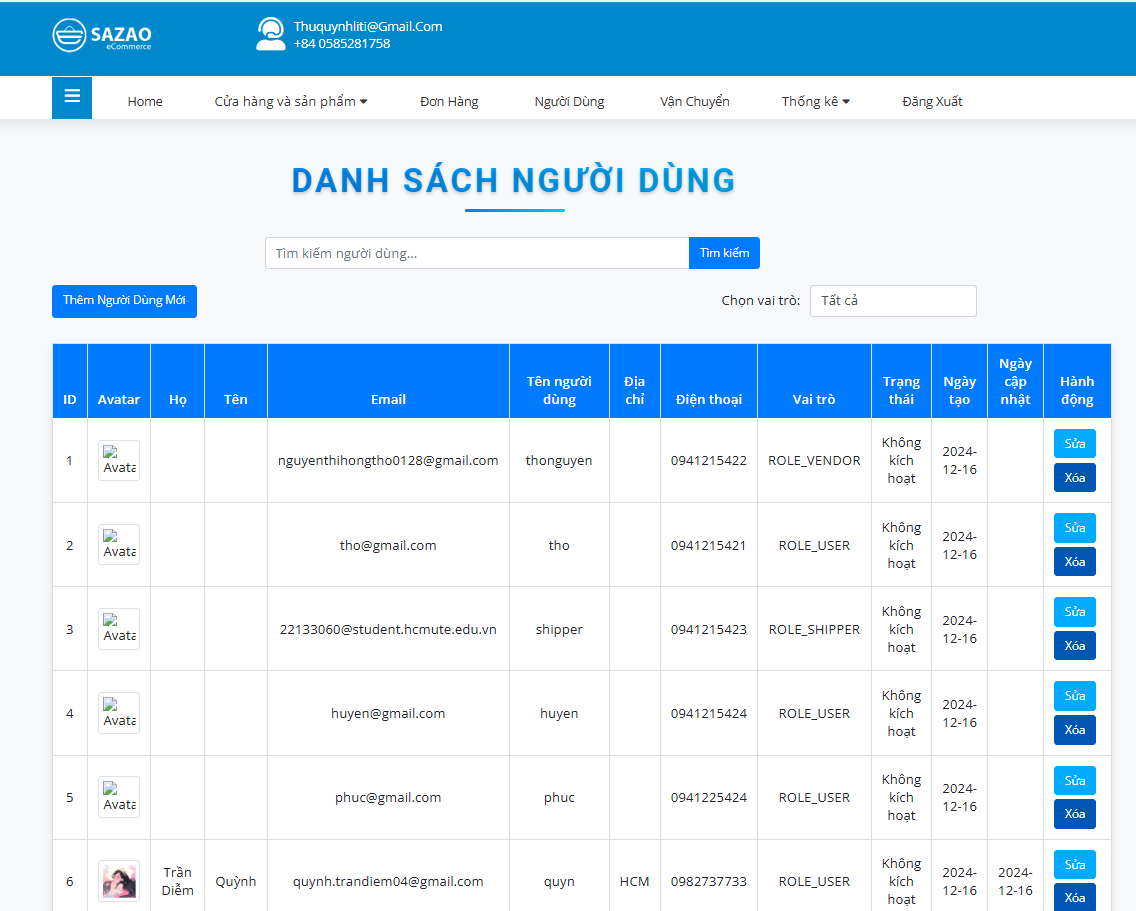 SAZAO
eCommerce
Thuquynhliti@Gmail.Com
+84 0585281758
Home Cửa hàng và sản phẩm Đơn Hàng Người Dùng Vận Chuyển Thống kê Đăng Xuất
DANH SÁCH NGƯỜI DÙNG
Tìm kiếm người dùng... Tìm kiếm
Thêm Người Dùng Mới Chọn vai trò: Tất cả
ID Avatar Họ Tên Email Tên người dùng Địa chỉ Điện thoại Vai trò Trạng thái Ngày tạo Ngày cập nhật Hành động
1 Avata nguyenthihongtho0128@gmail.com thonguyen 0941215422 ROLE_VENDOR Không kích hoạt 2024-12-16 Sửa Xóa
2 Avata tho@gmail.com tho 0941215421 ROLE_USER Không kích hoạt 2024-12-16 Sửa Xóa
3 Avata 22133060@student.hcmute.edu.vn shipper 0941215423 ROLE_SHIPPER Không kích hoạt 2024-12-16 Sửa Xóa
4 Avata huyen@gmail.com huyen 0941215424 ROLE_USER Không kích hoạt 2024-12-16 Sửa Xóa
5 Avata phuc@gmail.com phuc 0941225424 ROLE_USER Không kích hoạt 2024-12-16 Sửa Xóa
6 Trần Diễm Quỳnh quynh.trandiem04@gmail.com quyn HCM 0982737733 ROLE_USER Không kích hoạt 2024-12-16 2024-12-16 Sửa Xóa